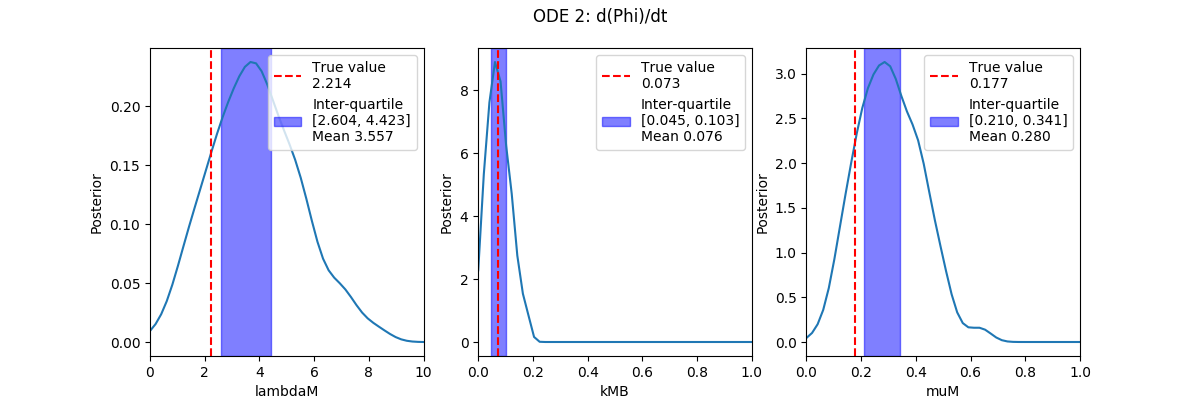 ODE 2: d(Phi)/dt
Posterior
0.20
0.15
0.10
0.05
0.00
0 2 4 6 8 10
lambdaM
True value
2.214
Inter-quartile
[2.604, 4.423]
Mean 3.557
Posterior
8
6
4
2
0
0.0 0.2 0.4 0.6 0.8 1.0
kMB
True value
0.073
Inter-quartile
[0.045, 0.103]
Mean 0.076
Posterior
3.0
2.5
2.0
1.5
1.0
0.5
0.0
0.0 0.2 0.4 0.6 0.8 1.0
muM
True value
0.177
Inter-quartile
[0.210, 0.341]
Mean 0.280